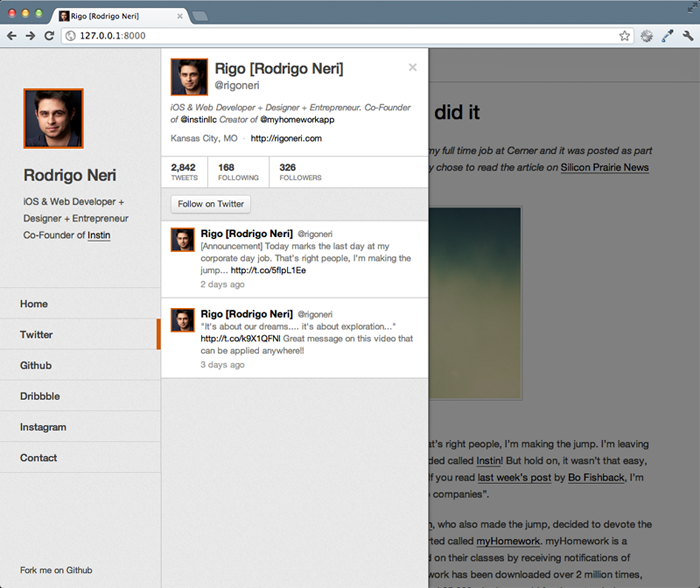 Rigo [Rodrigo Neri]
127.0.0.1:8000
Rodrigo Neri
iOS & Web Developer +
Designer + Entrepreneur
Co-Founder of Instin
Home
Twitter
Github
Dribbble
Instagram
Contact
Fork me on Github
Rigo [Rodrigo Neri]
@rigoneri
iOS & Web Developer + Designer + Entrepreneur. Co-Founder
of @instinllc Creator of @myhomeworkapp
Kansas City, MO · http://rigoneri.com
2,842 168 326
TWEETS FOLLOWING FOLLOWERS
Follow on Twitter
Rigo [Rodrigo Neri] @rigoneri
[Announcement] Today marks the last day at my
corporate day job. That's right people, I'm making the
jump... http://t.co/5flpL1Ee
2 days ago
Rigo [Rodrigo Neri] @rigoneri
"It's about our dreams.... it's about exploration..."
http://t.co/k9X1QFNl Great message on this video that
can be applied anywhere!!
3 days ago
did it
my full time job at Cerner and it was posted as part
chose to read the article on Silicon Prairie News
right people, I'm making the jump. I'm leaving
called Instin! But hold on, it wasn't that easy,
If you read last week's post by Bo Fishback, I'm
companies".
, who also made the jump, decided to devote the
called myHomework. myHomework is a
on their classes by receiving notifications of
work has been downloaded over 2 million times,